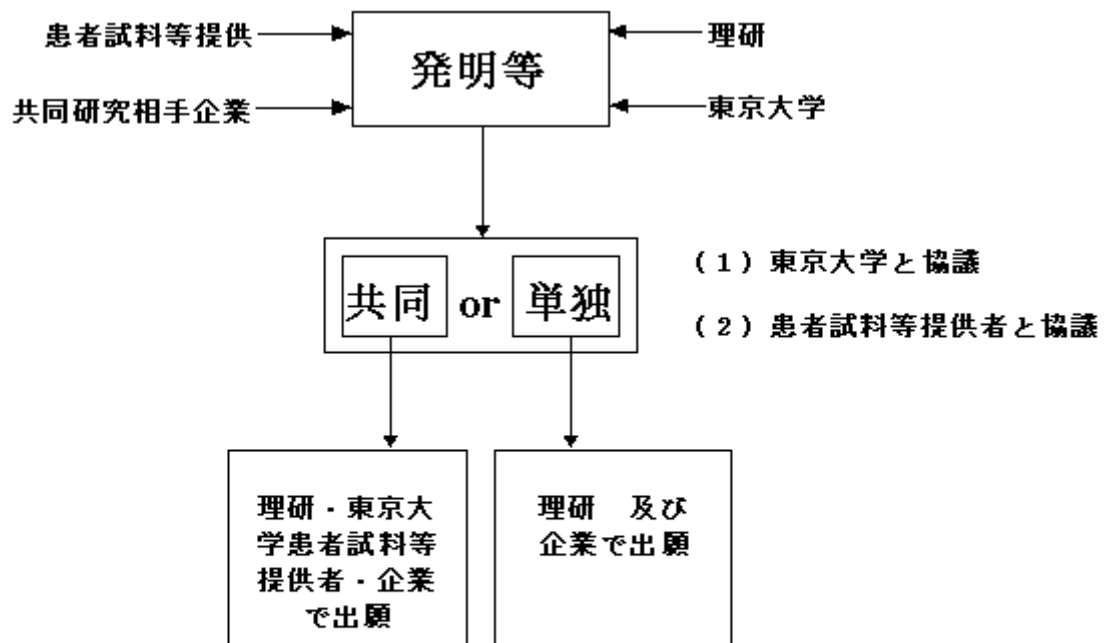 患者試料等提供
理研
発明等
共同研究相手企業
東京大学
共同 or 単独
(1)東京大学と協議
(2)患者試料等提供者と協議
理研・東京大
学患者試料等
提供者・企業
で出願
理研 及び
企業で出願